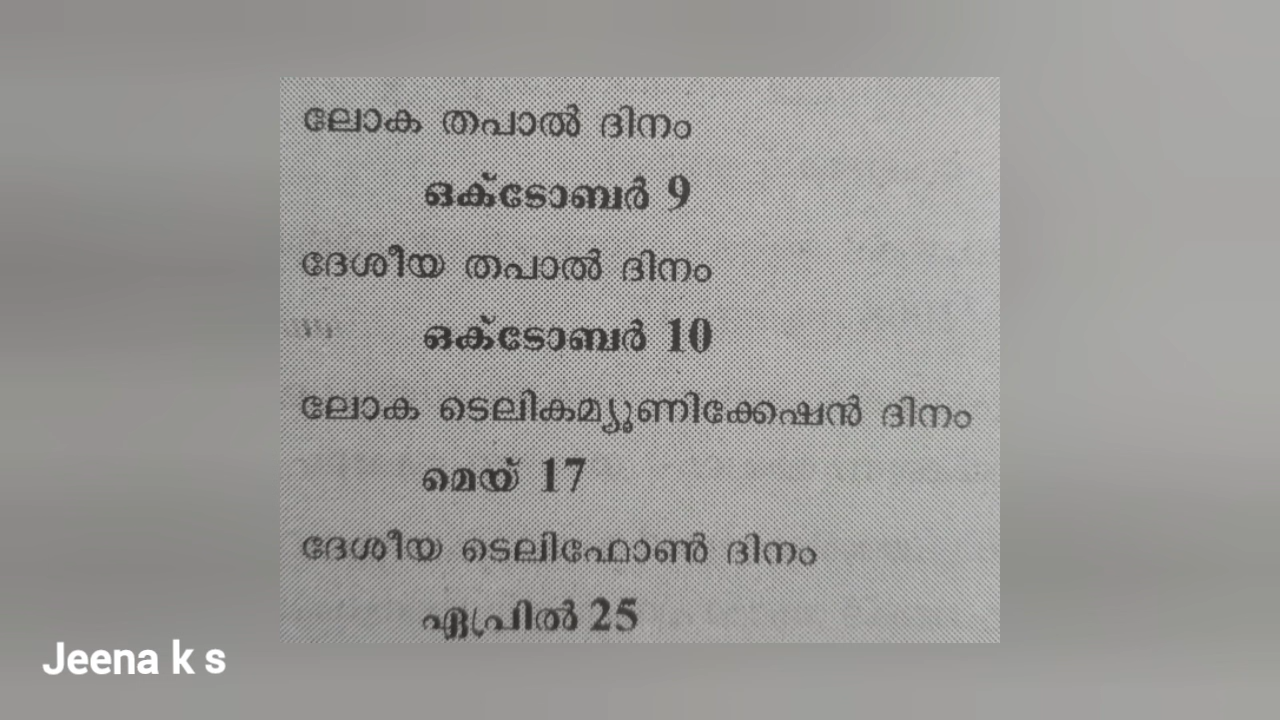 ലോക തപാൽ ദിനം
ഒക്ടോബർ 9
ദേശീയ തപാൽ ദിനം
ഒക്ടോബർ 10
ലോക ടെലികമ്യൂണിക്കേഷൻ ദിനം
മെയ് 17
ദേശീയ ടെലിഫോൺ ദിനം
ഏപ്രിൽ 25
Jeena k s